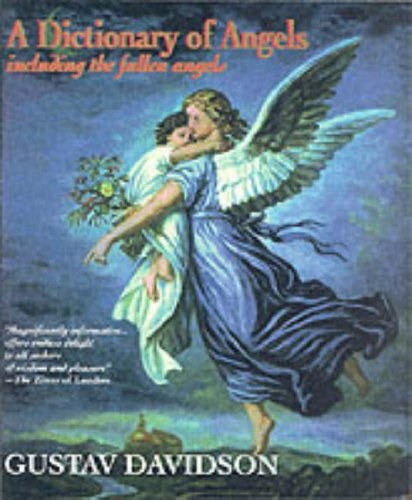 A Dictionary of Angels
including the fallen angels
"Magnificently informative...
offers endless delight
to all seekers
of wisdom and pleasure"
—The Times of London
GUSTAV DAVIDSON